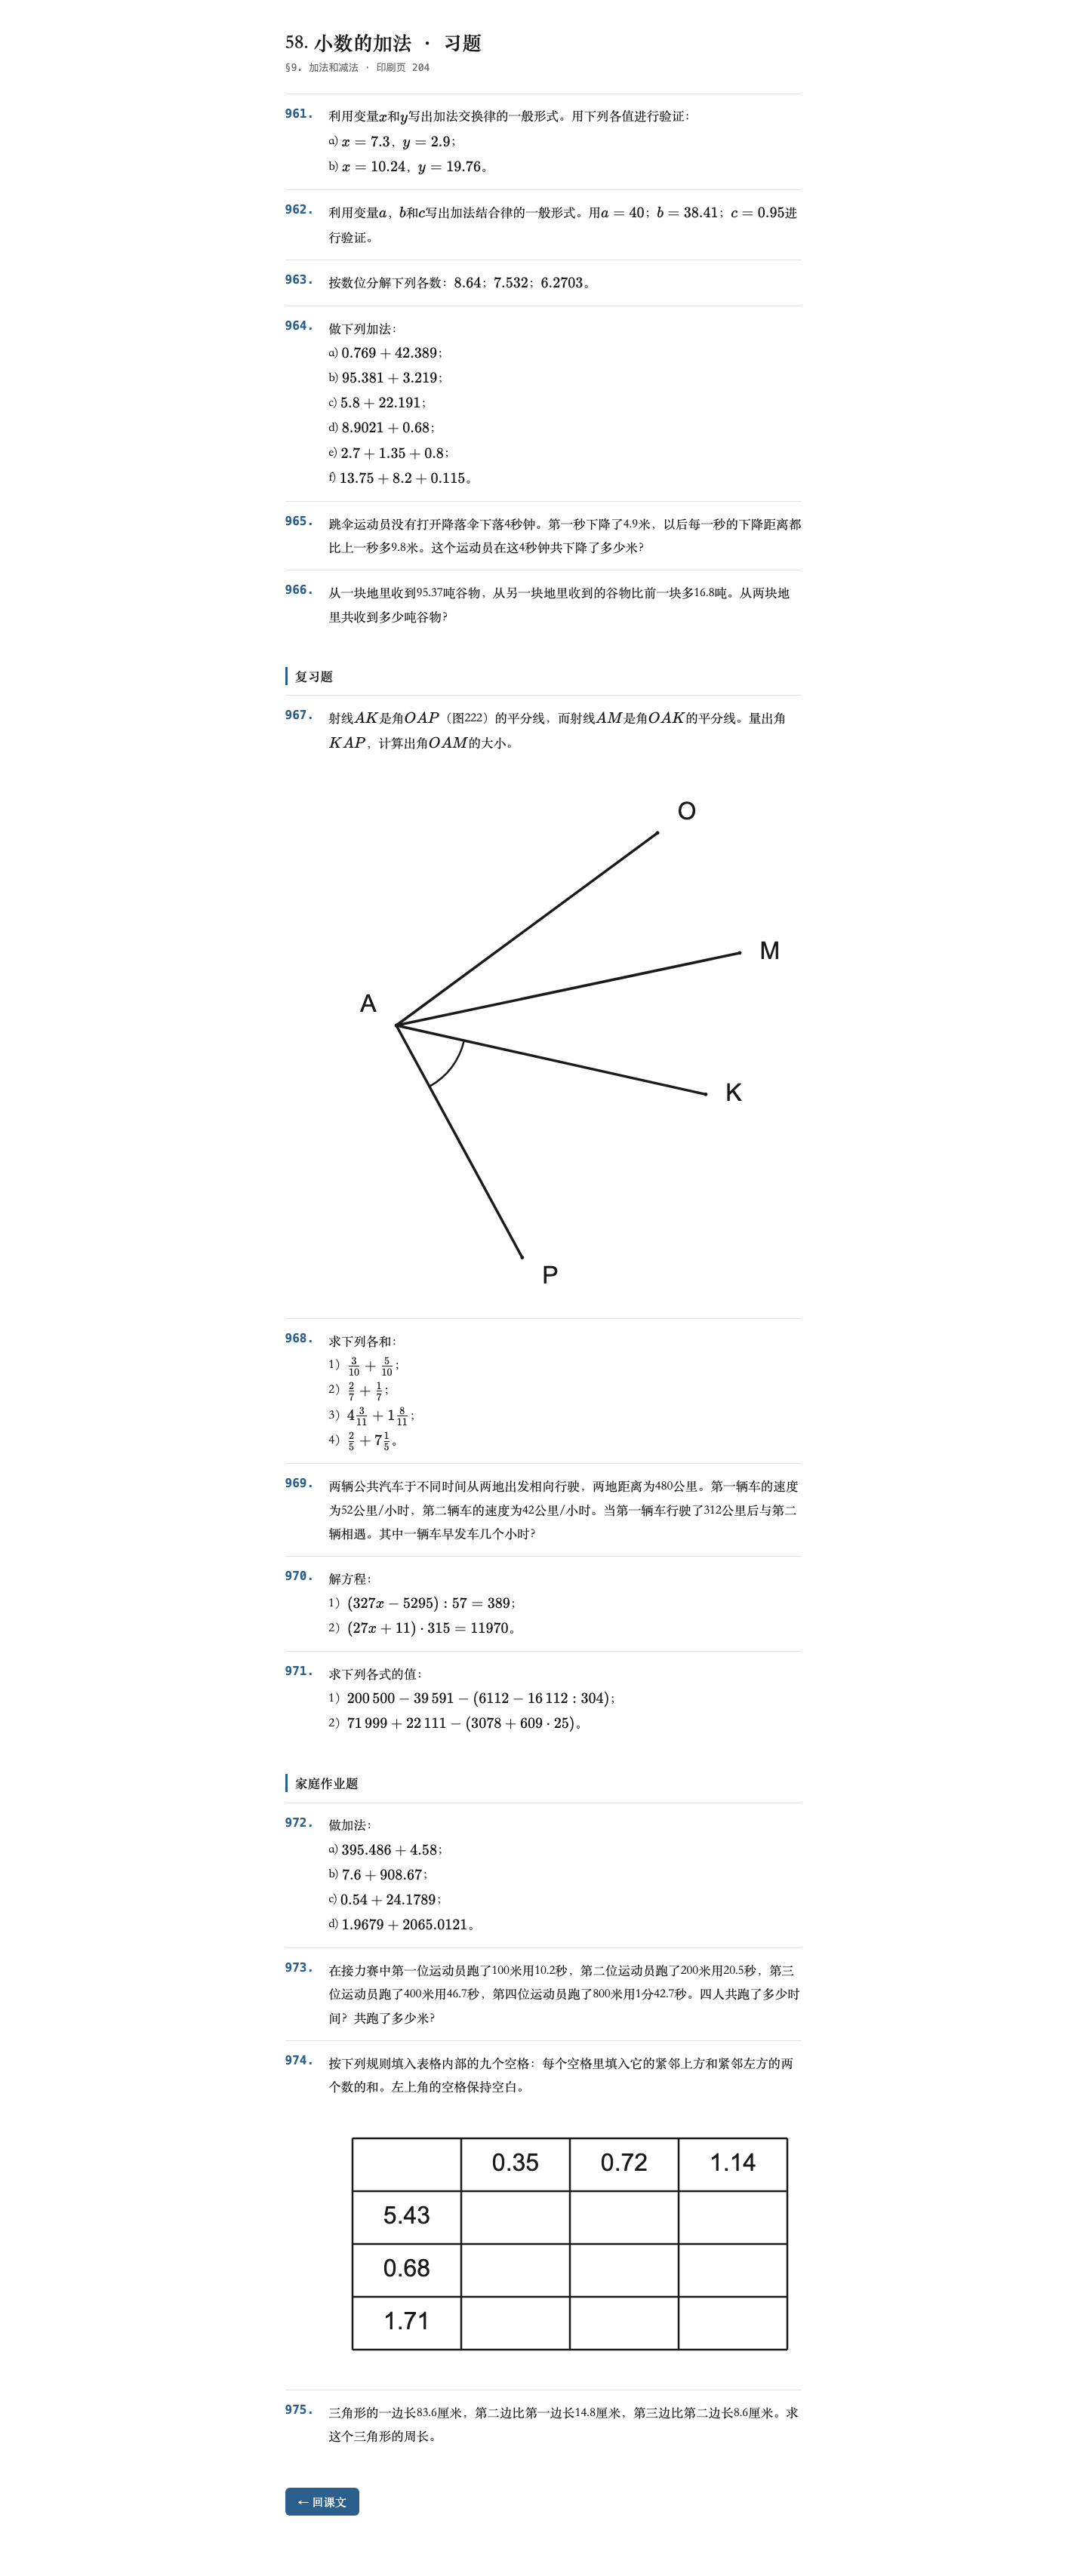 58. 小数的加法 · 习题
§9. 加法和减法 · 印刷页 204
961. 利用变量x和y写出加法交换律的一般形式。用下列各值进行验证：
a) x = 7.3，y = 2.9；
b) x = 10.24，y = 19.76。
962. 利用变量a，b和c写出加法结合律的一般形式。用a = 40；b = 38.41；c = 0.95进
行验证。
963. 按数位分解下列各数：8.64；7.532；6.2703。
964. 做下列加法：
a) 0.769 + 42.389；
b) 95.381 + 3.219；
c) 5.8 + 22.191；
d) 8.9021 + 0.68；
e) 2.7 + 1.35 + 0.8；
f) 13.75 + 8.2 + 0.115。
965. 跳伞运动员没有打开降落伞下落4秒钟。第一秒下降了4.9米，以后每一秒的下降距离都
比上一秒多9.8米。这个运动员在这4秒钟共下降了多少米？
966. 从一块地里收到95.37吨谷物，从另一块地里收到的谷物比前一块多16.8吨。从两块地
里共收到多少吨谷物？
复习题
967. 射线AK是角OAP（图222）的平分线，而射线AM是角OAK的平分线。量出角
KAP，计算出角OAM的大小。
O
M
A
K
P
968. 求下列各和：
1）3/10 + 5/10；
2）2/7 + 1/7；
3）4 3/11 + 1 8/11；
4）2/5 + 7 1/5。
969. 两辆公共汽车于不同时间从两地出发相向行驶，两地距离为480公里。第一辆车的速度
为52公里/小时，第二辆车的速度为42公里/小时。当第一辆车行驶了312公里后与第二
辆相遇。其中一辆车早发车几个小时？
970. 解方程：
1）(327x − 5295) : 57 = 389；
2）(27x + 11) · 315 = 11970。
971. 求下列各式的值：
1）200 500 − 39 591 − (6112 − 16 112 : 304)；
2）71 999 + 22 111 − (3078 + 609 · 25)。
家庭作业题
972. 做加法：
a) 395.486 + 4.58；
b) 7.6 + 908.67；
c) 0.54 + 24.1789；
d) 1.9679 + 2065.0121。
973. 在接力赛中第一位运动员跑了100米用10.2秒，第二位运动员跑了200米用20.5秒，第三
位运动员跑了400米用46.7秒，第四位运动员跑了800米用1分42.7秒。四人共跑了多少时
间？共跑了多少米？
974. 按下列规则填入表格内部的九个空格：每个空格里填入它的紧邻上方和紧邻左方的两
个数的和。左上角的空格保持空白。
0.35 0.72 1.14
5.43
0.68
1.71
975. 三角形的一边长83.6厘米，第二边比第一边长14.8厘米，第三边比第二边长8.6厘米。求
这个三角形的周长。
← 回课文